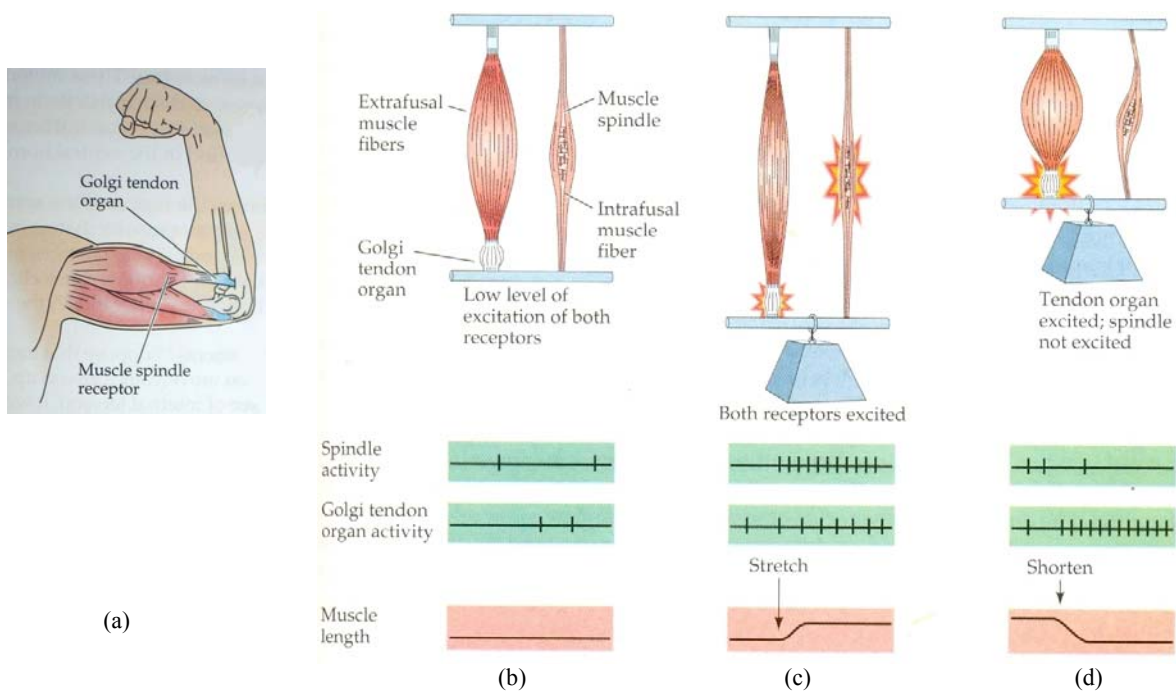 Golgi tendon
organ
Muscle spindle
receptor
(a)
Extrafusal
muscle
fibers
Muscle
spindle
Intrafusal
muscle
fiber
Golgi
tendon
organ
Low level of
excitation of both
receptors
Both receptors excited
Tendon organ
excited; spindle
not excited
Spindle
activity
Golgi tendon
organ activity
Stretch
Shorten
Muscle
length
(b)
(c)
(d)